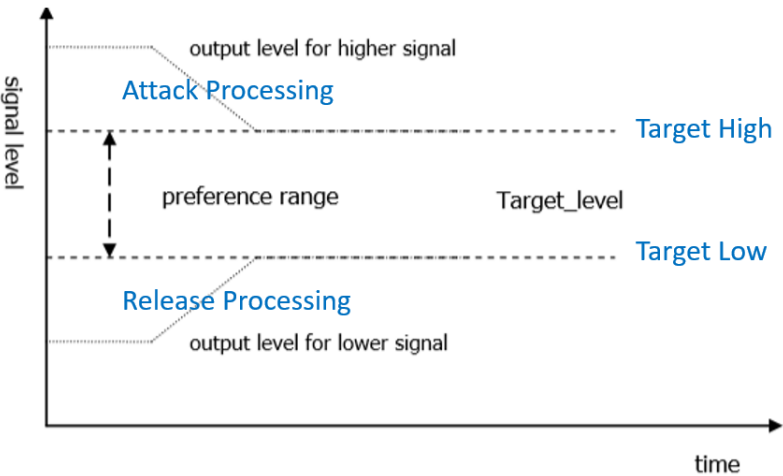 output level for higher signal
Attack Processing
signal level
Target High
preference range
Target_level
Target Low
Release Processing
output level for lower signal
time